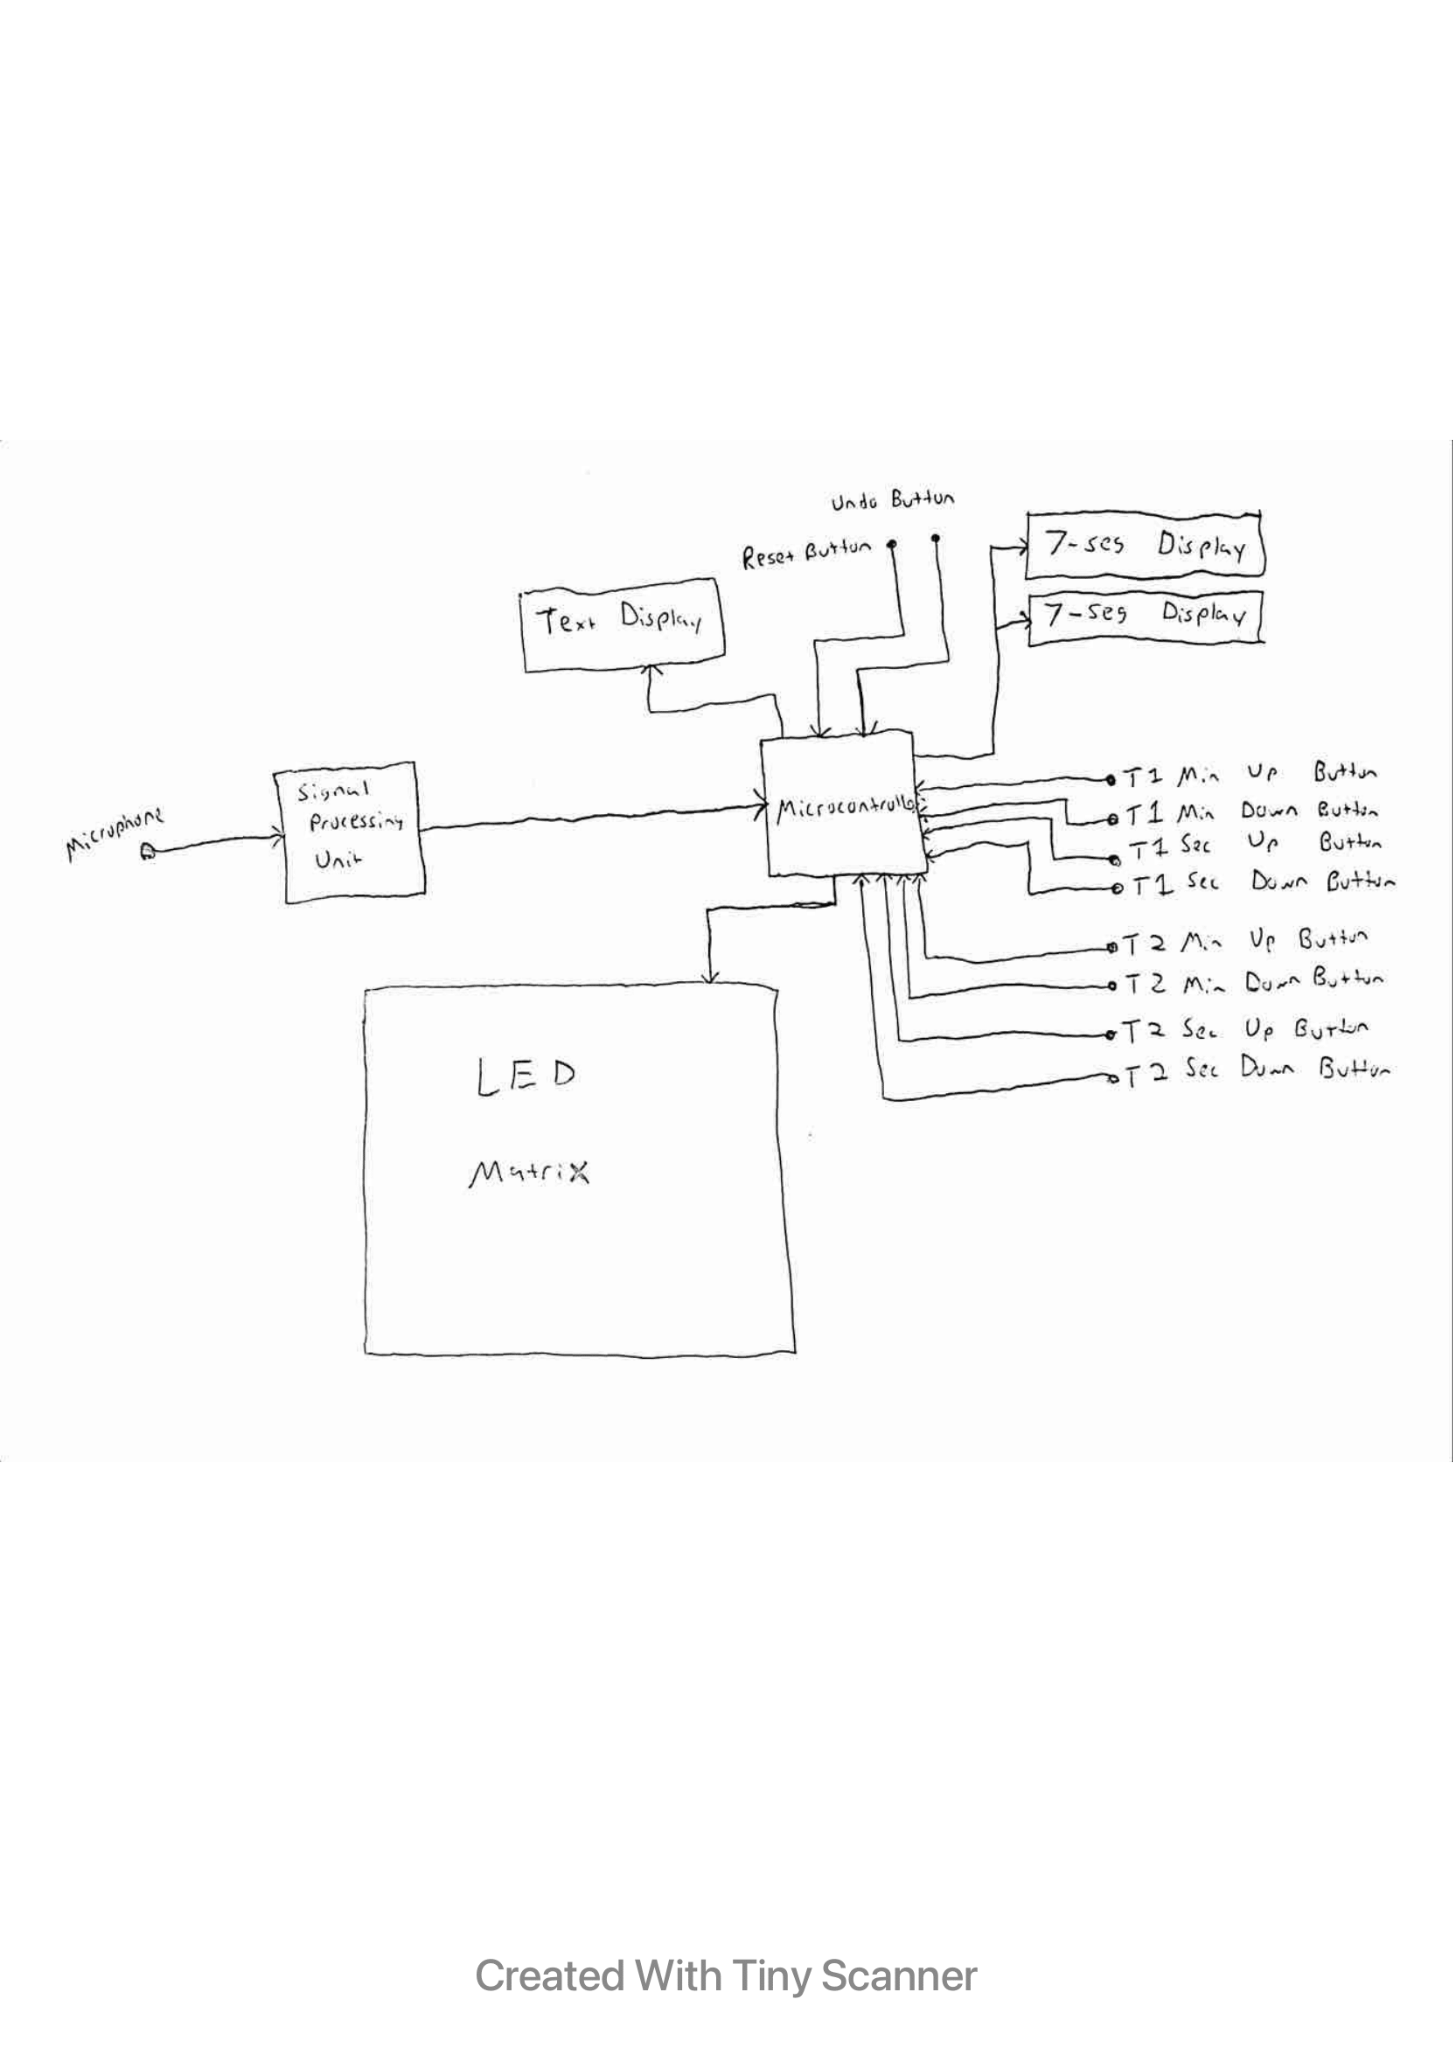 Undo Button
Reset Button
7-seg Display
Text Display
7-seg Display
Microphone
Signal
Processing
Unit
Microcontroller
T1 Min Up Button
T1 Min Down Button
T1 Sec Up Button
T1 Sec Down Button
T2 Min Up Button
T2 Min Down Button
T2 Sec Up Button
T2 Sec Down Button
LED
Matrix
Created With Tiny Scanner